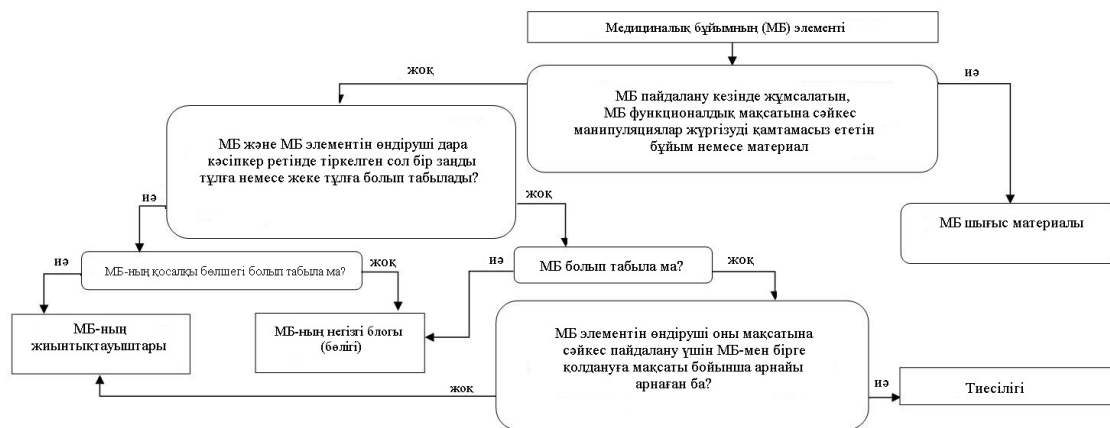 Медициналық бұйымның (МБ) элементі
жоқ
иә
МБ пайдалану кезінде жұмсалатын,
МБ функционалдық мақсатына сәйкес
манипуляциялар жүргізуді қамтамасыз ететін
бұйым немесе материал
МБ және МБ элементін өндіруші дара
кәсіпкер ретінде тіркелген сол бір заңды
тұлға немесе жеке тұлға болып табылады?
иә
жоқ
МБ шығыс материалы
МБ-ның қосалқы бөлшегі болып табыла ма?
иә
жоқ
МБ болып табыла ма?
иә
жоқ
МБ-ның
жиынтықтауыштары
МБ-ның негізгі блогы
(бөлігі)
МБ элементін өндіруші оны мақсатына
сәйкес пайдалану үшін МБ-мен бірге
қолдануға мақсаты бойынша арнайы
арнаған ба?
жоқ
иә
Тиесілігі